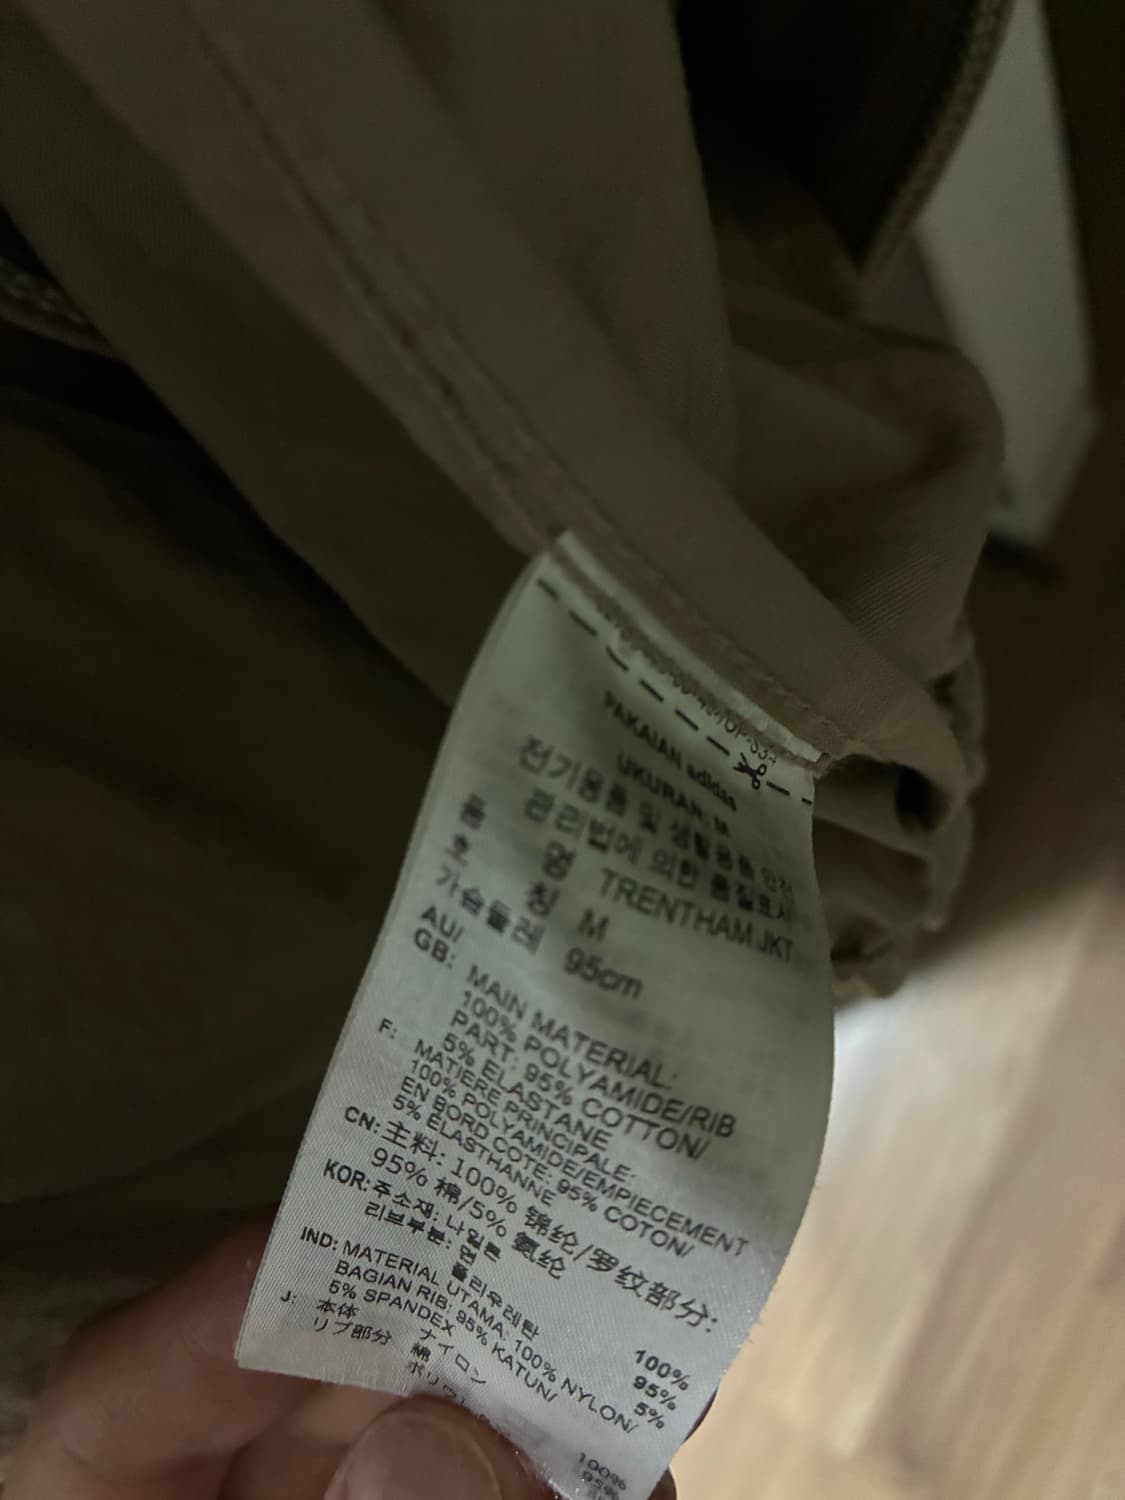 PAKAIAN adidas
UKURAN: M
전기용품 및 생활용품 안전
관리법에 의한 품질표시
품 명 TRENTHAM JKT
호 칭 M
가슴둘레 95cm
AU/
GB: MAIN MATERIAL:
100% POLYAMIDE/RIB
PART: 95% COTTON/
5% ELASTANE
F: MATIERE PRINCIPALE:
100% POLYAMIDE/EMPIECEMENT
EN BORD COTE: 95% COTON/
5% ELASTHANNE
CN: 主料: 100% 锦纶/罗纹部分:
95% 棉/5% 氨纶
KOR: 주소재: 나일론 100%
리브부분: 면 95%
폴리우레탄 5%
IND: MATERIAL UTAMA: 100% NYLON/
BAGIAN RIB: 95% KATUN/
5% SPANDEX
J: 本体 ナイロン 100%
リブ部分 綿 95%